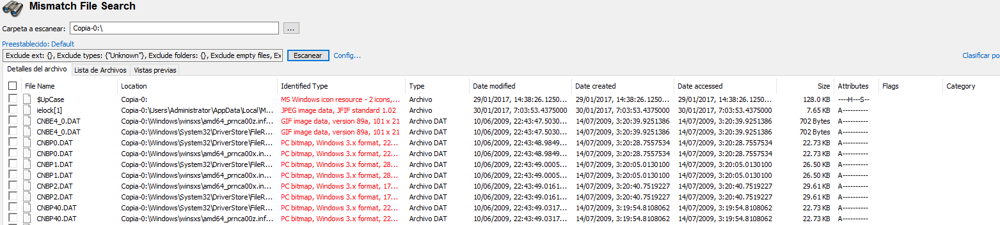 Mismatch File Search
Carpeta a escanear: Copia-0:\ ...
Preestablecido: Default
Exclude ext: {}, Exclude types: {"Unknown"}, Exclude folders: {}, Exclude empty files, Ex Escanear Config... Clasificar po
Detalles del archivo Lista de Archivos Vistas previas
File Name Location Identified Type Type Date modified Date created Date accessed Size Attributes Flags Category
$UpCase Copia-0: MS Windows icon resource - 2 icons,... Archivo 29/01/2017, 14:38:26.1250... 29/01/2017, 14:38:26.1250... 29/01/2017, 14:38:26.1250... 128.0 KB ----H---S--
ielock[1] Copia-0:\Users\Administrator\AppData\Local\M... JPEG image data, JFIF standard 1.02 Archivo 30/01/2017, 7:03:53.4375000 30/01/2017, 7:03:53.4375000 30/01/2017, 7:03:53.4375000 7.65 KB A----------
CNBE4_0.DAT Copia-0:\Windows\winsxs\amd64_prnca00z.inf... GIF image data, version 89a, 101 x 21 Archivo DAT 10/06/2009, 22:43:47.5030... 14/07/2009, 3:20:39.9251386 14/07/2009, 3:20:39.9251386 702 Bytes A----------
CNBE4_0.DAT Copia-0:\Windows\System32\DriverStore\FileR... GIF image data, version 89a, 101 x 21 Archivo DAT 10/06/2009, 22:43:47.5030... 14/07/2009, 3:20:39.9251386 14/07/2009, 3:20:39.9251386 702 Bytes A----------
CNBP0.DAT Copia-0:\Windows\System32\DriverStore\FileR... PC bitmap, Windows 3.x format, 22... Archivo DAT 10/06/2009, 22:43:48.9849... 14/07/2009, 3:20:28.7557534 14/07/2009, 3:20:28.7557534 22.73 KB A----------
CNBP0.DAT Copia-0:\Windows\winsxs\amd64_prnca00x.in... PC bitmap, Windows 3.x format, 22... Archivo DAT 10/06/2009, 22:43:48.9849... 14/07/2009, 3:20:28.7557534 14/07/2009, 3:20:28.7557534 22.73 KB A----------
CNBP1.DAT Copia-0:\Windows\System32\DriverStore\FileR... PC bitmap, Windows 3.x format, 28... Archivo DAT 10/06/2009, 22:43:49.0005... 14/07/2009, 3:20:05.0130100 14/07/2009, 3:20:05.0130100 26.50 KB A----------
CNBP1.DAT Copia-0:\Windows\winsxs\amd64_prnca00x.in... PC bitmap, Windows 3.x format, 28... Archivo DAT 10/06/2009, 22:43:49.0005... 14/07/2009, 3:20:05.0130100 14/07/2009, 3:20:05.0130100 26.50 KB A----------
CNBP2.DAT Copia-0:\Windows\winsxs\amd64_prnca00x.in... PC bitmap, Windows 3.x format, 17... Archivo DAT 10/06/2009, 22:43:49.0161... 14/07/2009, 3:20:40.7519227 14/07/2009, 3:20:40.7519227 29.61 KB A----------
CNBP2.DAT Copia-0:\Windows\System32\DriverStore\FileR... PC bitmap, Windows 3.x format, 17... Archivo DAT 10/06/2009, 22:43:49.0161... 14/07/2009, 3:20:40.7519227 14/07/2009, 3:20:40.7519227 29.61 KB A----------
CNBP40.DAT Copia-0:\Windows\System32\DriverStore\FileR... PC bitmap, Windows 3.x format, 22... Archivo DAT 10/06/2009, 22:43:49.0317... 14/07/2009, 3:19:54.8108062 14/07/2009, 3:19:54.8108062 22.73 KB A----------
CNBP40.DAT Copia-0:\Windows\winsxs\amd64_prnca00z.inf... PC bitmap, Windows 3.x format, 22... Archivo DAT 10/06/2009, 22:43:49.0317... 14/07/2009, 3:19:54.8108062 14/07/2009, 3:19:54.8108062 22.73 KB A----------